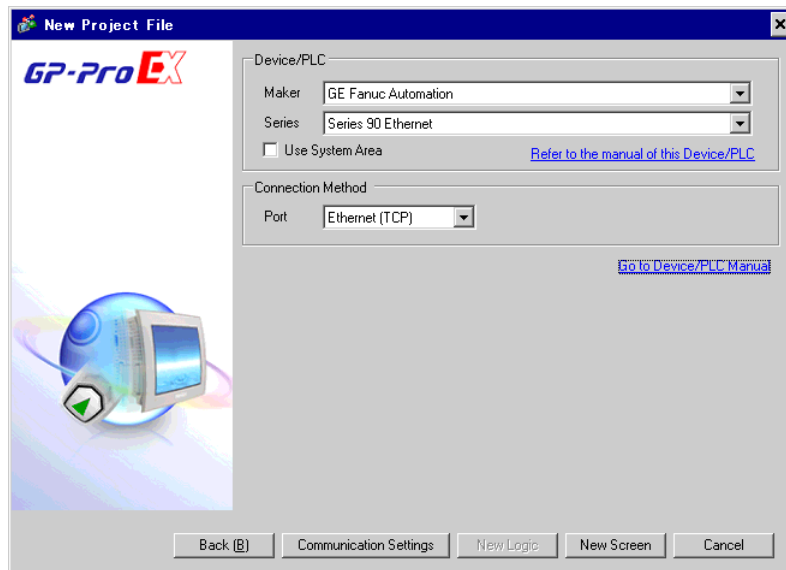 New Project File
GP-Pro EX
Device/PLC
Maker GE Fanuc Automation
Series Series 90 Ethernet
Use System Area Refer to the manual of this Device/PLC
Connection Method
Port Ethernet (TCP)
Go to Device/PLC Manual
Back (B) Communication Settings New Logic New Screen Cancel